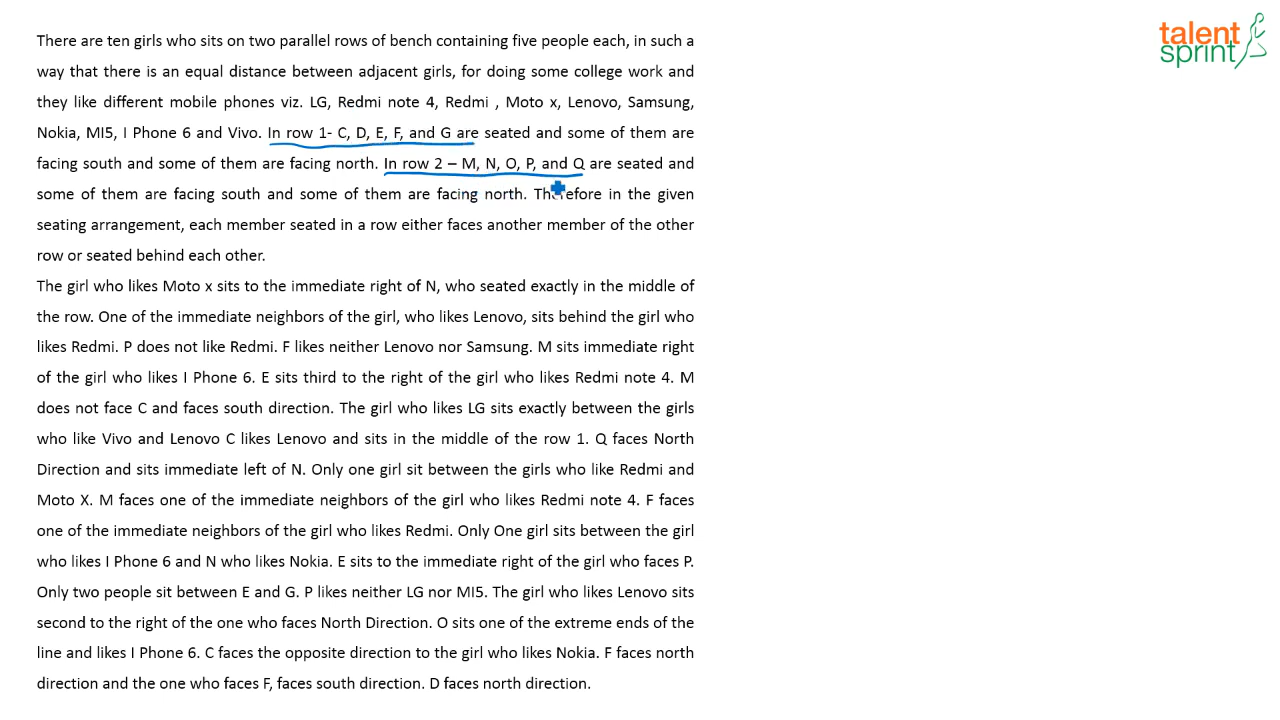 talent
sprint
There are ten girls who sits on two parallel rows of bench containing five people each, in such a
way that there is an equal distance between adjacent girls, for doing some college work and
they like different mobile phones viz. LG, Redmi note 4, Redmi , Moto x, Lenovo, Samsung,
Nokia, MI5, I Phone 6 and Vivo. In row 1- C, D, E, F, and G are seated and some of them are
facing south and some of them are facing north. In row 2 – M, N, O, P, and Q are seated and
some of them are facing south and some of them are facing north. Therefore in the given
seating arrangement, each member seated in a row either faces another member of the other
row or seated behind each other.
The girl who likes Moto x sits to the immediate right of N, who seated exactly in the middle of
the row. One of the immediate neighbors of the girl, who likes Lenovo, sits behind the girl who
likes Redmi. P does not like Redmi. F likes neither Lenovo nor Samsung. M sits immediate right
of the girl who likes I Phone 6. E sits third to the right of the girl who likes Redmi note 4. M
does not face C and faces south direction. The girl who likes LG sits exactly between the girls
who like Vivo and Lenovo C likes Lenovo and sits in the middle of the row 1. Q faces North
Direction and sits immediate left of N. Only one girl sit between the girls who like Redmi and
Moto X. M faces one of the immediate neighbors of the girl who likes Redmi note 4. F faces
one of the immediate neighbors of the girl who likes Redmi. Only One girl sits between the girl
who likes I Phone 6 and N who likes Nokia. E sits to the immediate right of the girl who faces P.
Only two people sit between E and G. P likes neither LG nor MI5. The girl who likes Lenovo sits
second to the right of the one who faces North Direction. O sits one of the extreme ends of the
line and likes I Phone 6. C faces the opposite direction to the girl who likes Nokia. F faces north
direction and the one who faces F, faces south direction. D faces north direction.